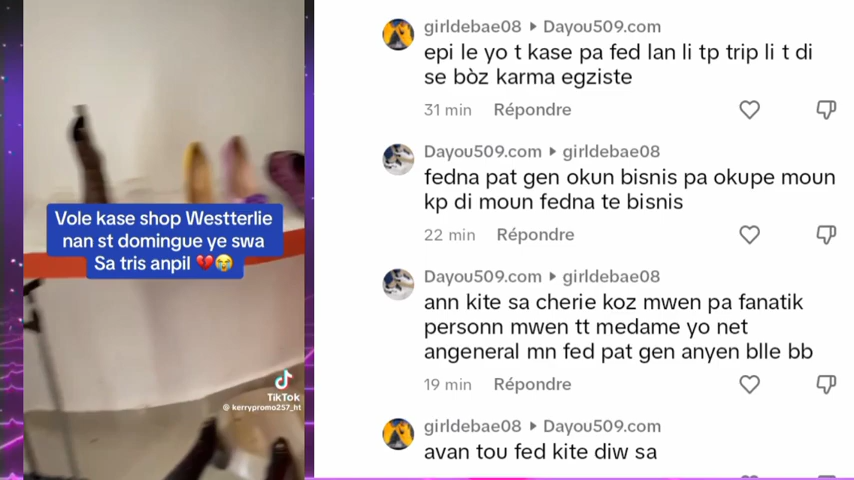 Vole kase shop Westterlie
nan st domingue ye swa
Sa tris anpil 💔😭
TikTok
@ kerrypromo257_ht
girldebae08 ▸ Dayou509.com
epi le yo t kase pa fed lan li tp trip li t di
se bòz karma egziste
31 min Répondre
Dayou509.com ▸ girldebae08
fedna pat gen okun bisnis pa okupe moun
kp di moun fedna te bisnis
22 min Répondre
Dayou509.com ▸ girldebae08
ann kite sa cherie koz mwen pa fanatik
personn mwen tt medame yo net
angeneral mn fed pat gen anyen blle bb
19 min Répondre
girldebae08 ▸ Dayou509.com
avan tou fed kite diw sa